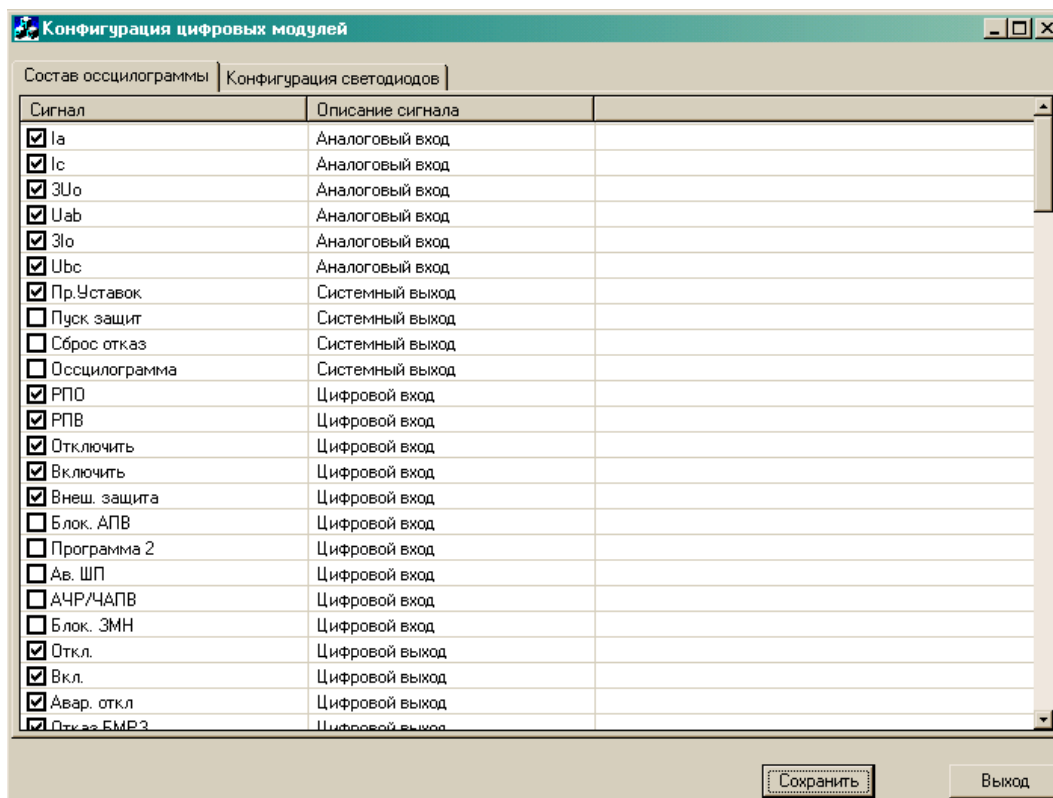 Конфигурация цифровых модулей
Состав оссцилограммы Конфигурация светодиодов
Сигнал Описание сигнала
Ia Аналоговый вход
Ic Аналоговый вход
3Uo Аналоговый вход
Uab Аналоговый вход
3Io Аналоговый вход
Ubc Аналоговый вход
Пр.Уставок Системный выход
Пуск защит Системный выход
Сброс отказ Системный выход
Оссцилограмма Системный выход
РПО Цифровой вход
РПВ Цифровой вход
Отключить Цифровой вход
Включить Цифровой вход
Внеш. защита Цифровой вход
Блок. АПВ Цифровой вход
Программа 2 Цифровой вход
Ав. ШП Цифровой вход
АЧР/ЧАПВ Цифровой вход
Блок. ЗМН Цифровой вход
Откл. Цифровой выход
Вкл. Цифровой выход
Авар. откл Цифровой выход
Отказ БМРЗ Цифровой выход
Сохранить Выход